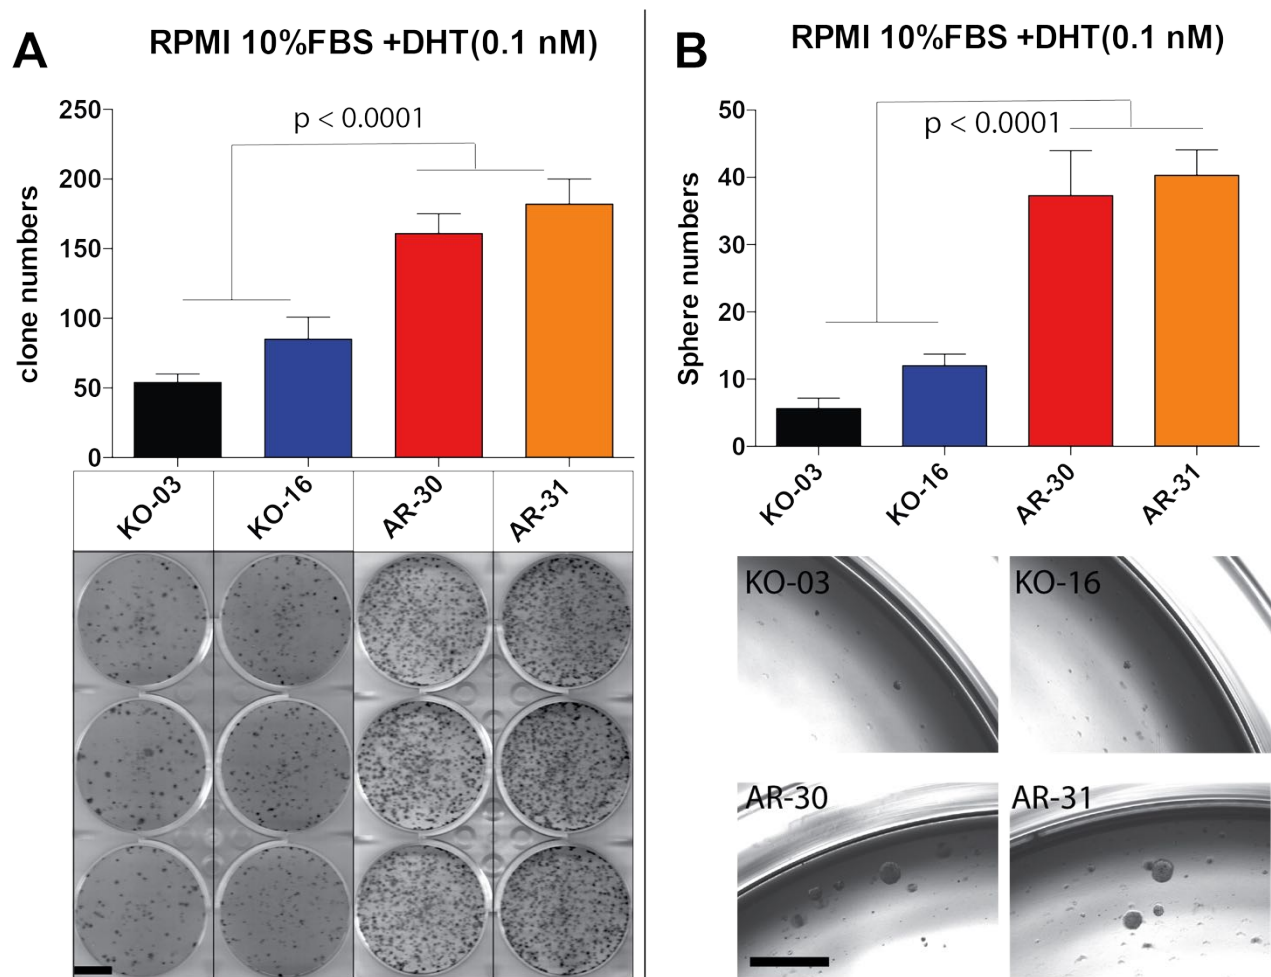 A
RPMI 10%FBS +DHT(0.1 nM)
clone numbers
250
200
150
100
50
0
p < 0.0001
KO-03
KO-16
AR-30
AR-31
B
RPMI 10%FBS +DHT(0.1 nM)
Sphere numbers
50
40
30
20
10
0
p < 0.0001
KO-03
KO-16
AR-30
AR-31
KO-03
KO-16
AR-30
AR-31